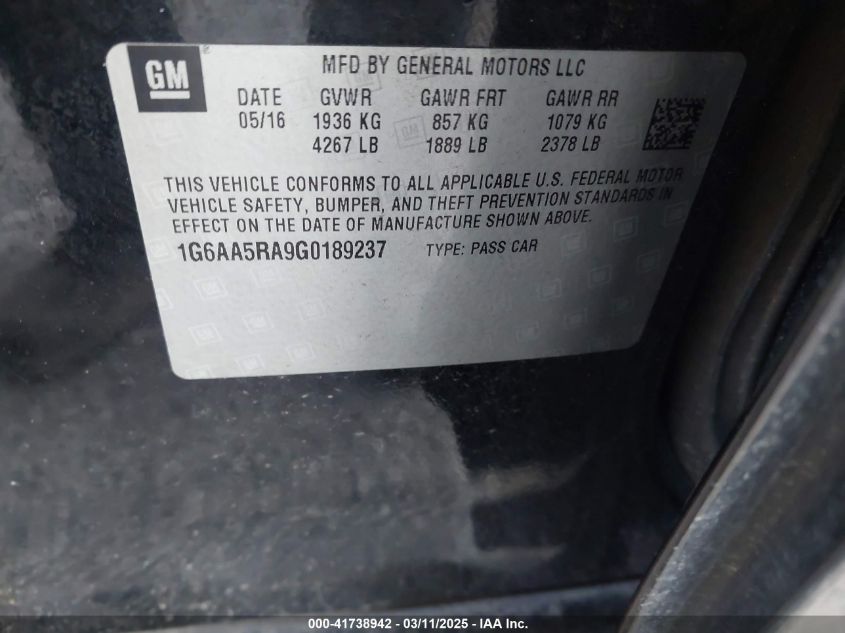 GM
MFD BY GENERAL MOTORS LLC
DATE GVWR GAWR FRT GAWR RR
05/16 1936 KG 857 KG 1079 KG
4267 LB 1889 LB 2378 LB
THIS VEHICLE CONFORMS TO ALL APPLICABLE U.S. FEDERAL MOTOR
VEHICLE SAFETY, BUMPER, AND THEFT PREVENTION STANDARDS IN
EFFECT ON THE DATE OF MANUFACTURE SHOWN ABOVE.
1G6AA5RA9G0189237 TYPE: PASS CAR
000-41738942 - 03/11/2025 - IAA Inc.